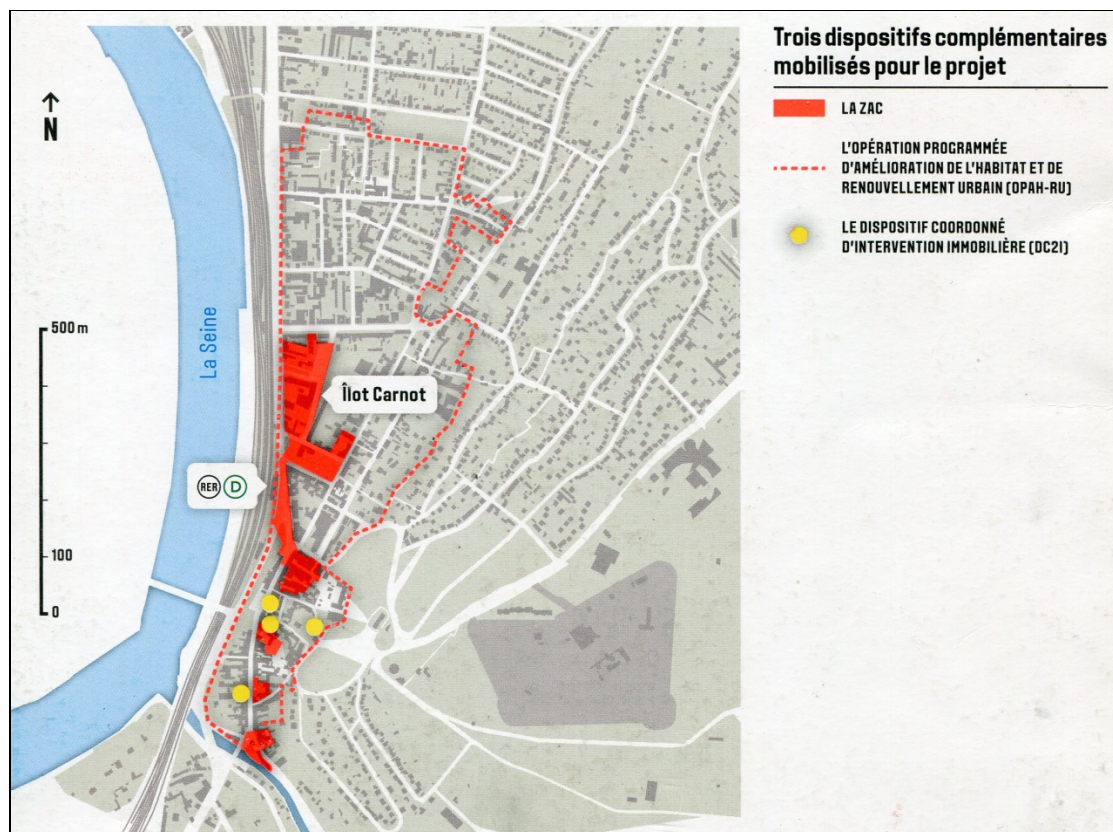 Trois dispositifs complémentaires
mobilisés pour le projet
LA ZAC
L'OPÉRATION PROGRAMMÉE
D'AMÉLIORATION DE L'HABITAT ET DE
RENOUVELLEMENT URBAIN (OPAH-RU)
LE DISPOSITIF COORDONNÉ
D'INTERVENTION IMMOBILIÈRE (DC2I)
N
500 m
La Seine
Îlot Carnot
RER D
100
0